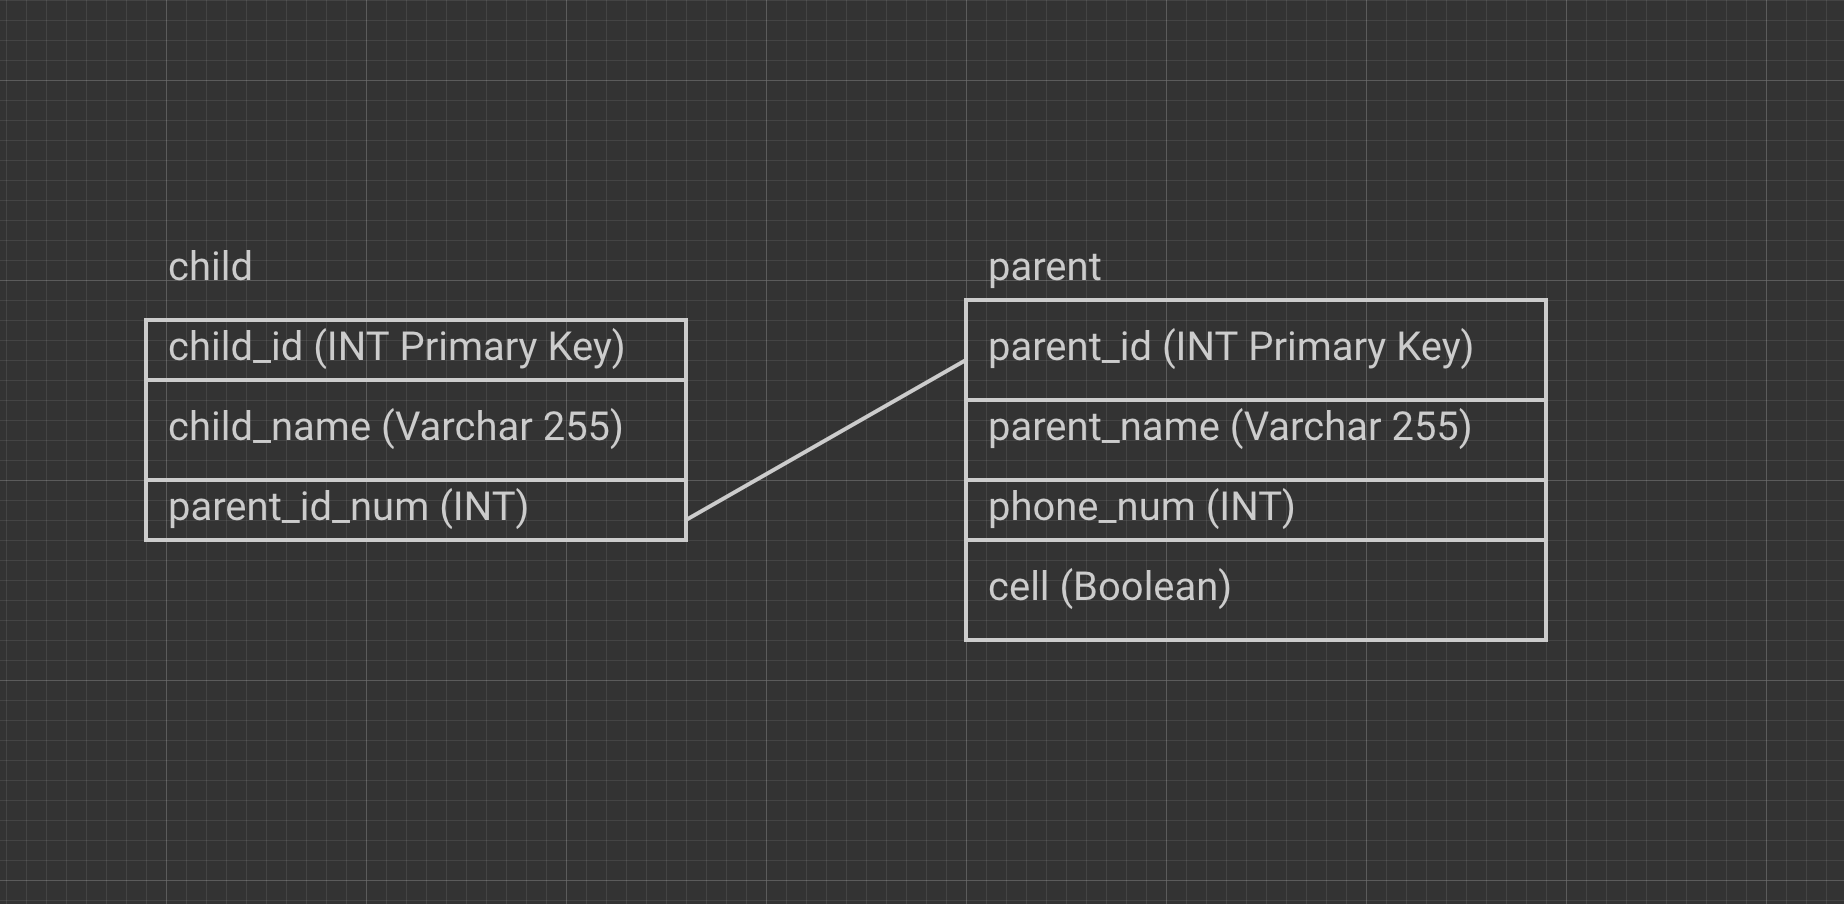 child
child_id (INT Primary Key)
child_name (Varchar 255)
parent_id_num (INT)
parent
parent_id (INT Primary Key)
parent_name (Varchar 255)
phone_num (INT)
cell (Boolean)